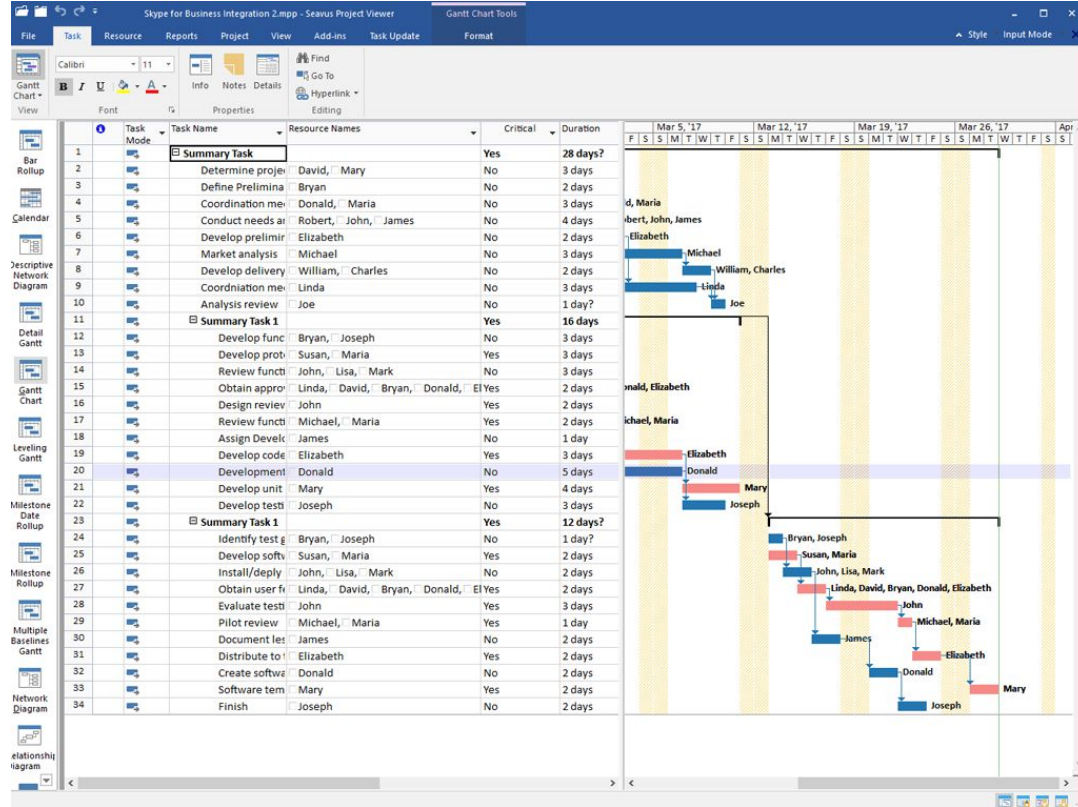 Skype for Business Integration 2.mpp - Seavus Project Viewer Gantt Chart Tools
File Task Resource Reports Project View Add-ins Task Update Format Style Input Mode
Calibri 11
B I U A
Gantt Chart
Info Notes Details
Find
Go To
Hyperlink
View Font Properties Editing
Bar Rollup
Calendar
Descriptive Network Diagram
Detail Gantt
Gantt Chart
Leveling Gantt
Milestone Date Rollup
Milestone Rollup
Multiple Baselines Gantt
Network Diagram
elationship
iagram
Task Mode Task Name Resource Names Critical Duration
1 Summary Task Yes 28 days?
2 Determine proje David, Mary No 3 days
3 Define Prelimina Bryan No 2 days
4 Coordination me Donald, Maria No 3 days
5 Conduct needs a Robert, John, James No 4 days
6 Develop prelimir Elizabeth No 2 days
7 Market analysis Michael No 3 days
8 Develop delivery William, Charles No 2 days
9 Coordniation me Linda No 3 days
10 Analysis review Joe No 1 day?
11 Summary Task 1 Yes 16 days
12 Develop func Bryan, Joseph No 3 days
13 Develop prot Susan, Maria Yes 3 days
14 Review functi John, Lisa, Mark No 3 days
15 Obtain appro Linda, David, Bryan, Donald, El Yes 2 days
16 Design review John Yes 2 days
17 Review functi Michael, Maria Yes 2 days
18 Assign Develc James No 1 day
19 Develop code Elizabeth Yes 3 days
20 Development Donald No 5 days
21 Develop unit Mary Yes 4 days
22 Develop testi Joseph No 3 days
23 Summary Task 1 Yes 12 days?
24 Identify test g Bryan, Joseph No 1 day?
25 Develop softw Susan, Maria Yes 2 days
26 Install/deply John, Lisa, Mark No 2 days
27 Obtain user fe Linda, David, Bryan, Donald, El Yes 2 days
28 Evaluate testi John Yes 3 days
29 Pilot review Michael, Maria Yes 1 day
30 Document les James No 2 days
31 Distribute to t Elizabeth Yes 2 days
32 Create softwa Donald No 2 days
33 Software tem Mary Yes 2 days
34 Finish Joseph No 2 days
Mar 5, '17 Mar 12, '17 Mar 19, '17 Mar 26, '17 Apr
F S S M T W T F S S M T W T F S S M T W T F S S M T W T F S S
d, Maria
bert, John, James
Elizabeth
Michael
William, Charles
Linda
Joe
onald, Elizabeth
ichael, Maria
Elizabeth
Donald
Mary
Joseph
Bryan, Joseph
Susan, Maria
John, Lisa, Mark
Linda, David, Bryan, Donald, Elizabeth
John
Michael, Maria
James
Elizabeth
Donald
Mary
Joseph